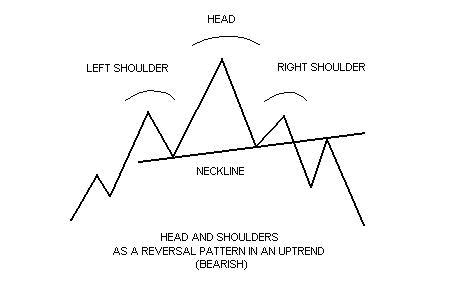 HEAD
LEFT SHOULDER
RIGHT SHOULDER
NECKLINE
HEAD AND SHOULDERS
AS A REVERSAL PATTERN IN AN UPTREND
(BEARISH)